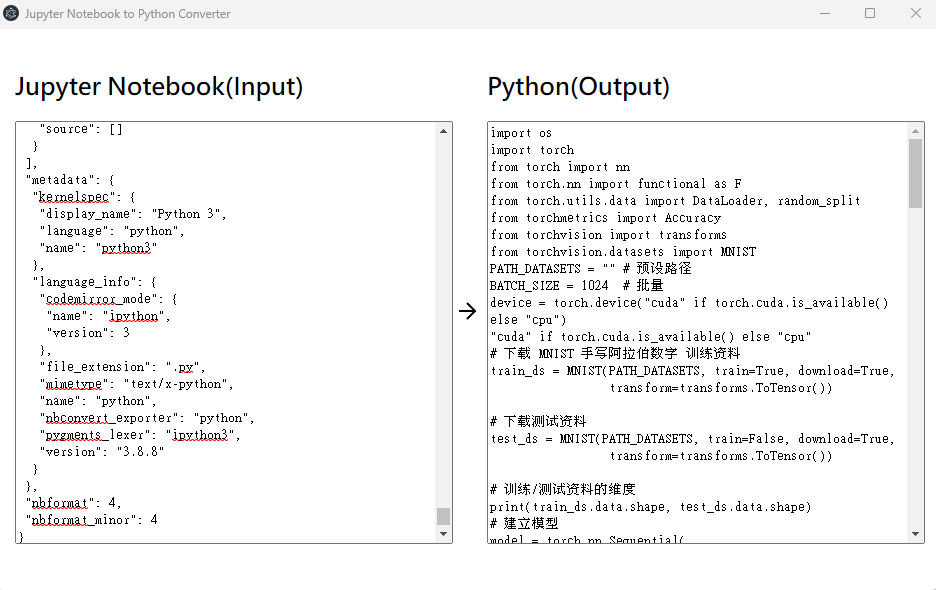 Jupyter Notebook to Python Converter
Jupyter Notebook(Input)
"source": []
}
],
"metadata": {
"kernelspec": {
"display_name": "Python 3",
"language": "python",
"name": "python3"
},
"language_info": {
"codemirror_mode": {
"name": "ipython",
"version": 3
},
"file_extension": ".py",
"mimetype": "text/x-python",
"name": "python",
"nbconvert_exporter": "python",
"pygments_lexer": "ipython3",
"version": "3.8.8"
}
},
"nbformat": 4,
"nbformat_minor": 4
}
Python(Output)
import os
import torch
from torch import nn
from torch.nn import functional as F
from torch.utils.data import DataLoader, random_split
from torchmetrics import Accuracy
from torchvision import transforms
from torchvision.datasets import MNIST
PATH_DATASETS = "" # 预设路径
BATCH_SIZE = 1024  # 批量
device = torch.device("cuda" if torch.cuda.is_available()
else "cpu")
"cuda" if torch.cuda.is_available() else "cpu"
# 下载 MNIST 手写阿拉伯数字 训练资料
train_ds = MNIST(PATH_DATASETS, train=True, download=True,
transform=transforms.ToTensor())
# 下载测试资料
test_ds = MNIST(PATH_DATASETS, train=False, download=True,
transform=transforms.ToTensor())
# 训练/测试资料的维度
print(train_ds.data.shape, test_ds.data.shape)
# 建立模型
model = torch.nn.Sequential(